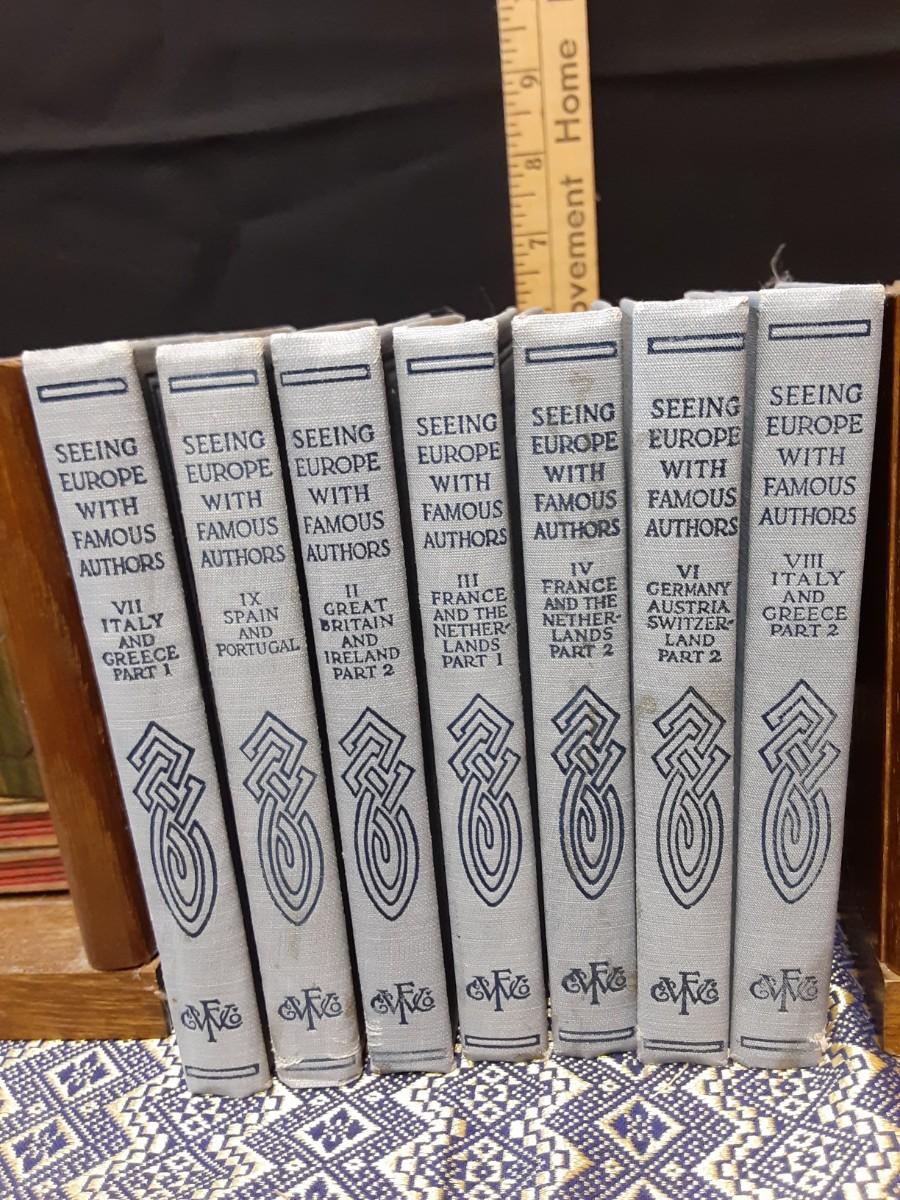 9
8
7
Home
ovement
SEEING
EUROPE
WITH
FAMOUS
AUTHORS
VII
ITALY
AND
GREECE
PART 1
SEEING
EUROPE
WITH
FAMOUS
AUTHORS
IX
SPAIN
AND
PORTUGAL
SEEING
EUROPE
WITH
FAMOUS
AUTHORS
II
GREAT
BRITAIN
AND
IRELAND
PART 2
SEEING
EUROPE
WITH
FAMOUS
AUTHORS
III
FRANCE
AND THE
NETHER-
LANDS
PART 1
SEEING
EUROPE
WITH
FAMOUS
AUTHORS
IV
FRANCE
AND THE
NETHER-
LANDS
PART 2
SEEING
EUROPE
WITH
FAMOUS
AUTHORS
VI
GERMANY
AUSTRIA
SWITZER-
LAND
PART 2
SEEING
EUROPE
WITH
FAMOUS
AUTHORS
VIII
ITALY
AND
GREECE
PART 2